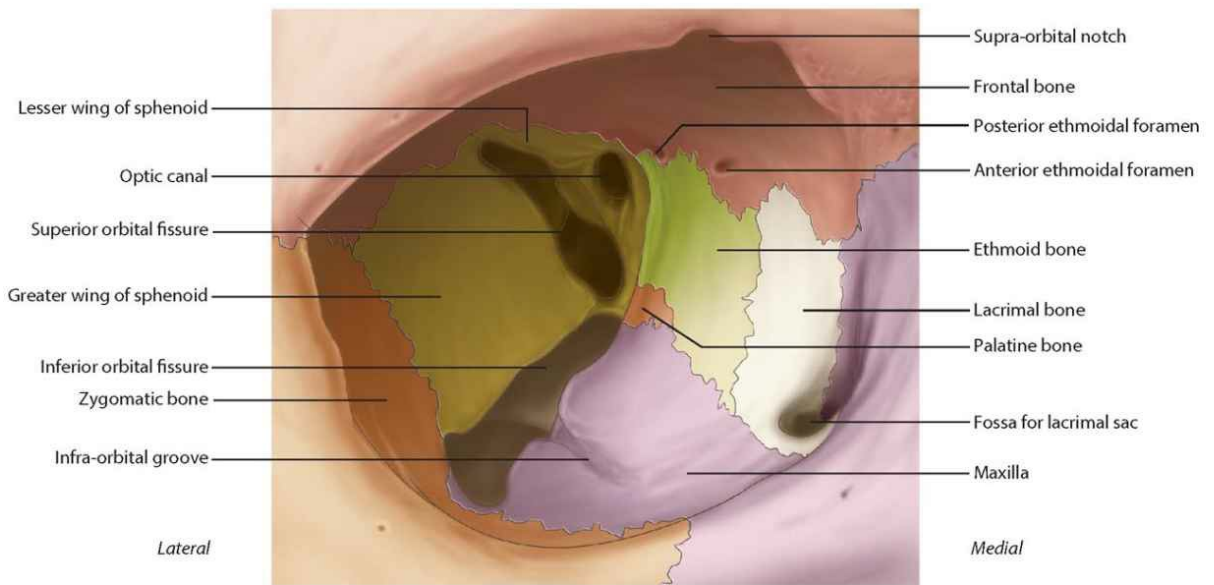 Lesser wing of sphenoid
Optic canal
Superior orbital fissure
Greater wing of sphenoid
Inferior orbital fissure
Zygomatic bone
Infra-orbital groove
Lateral
Supra-orbital notch
Frontal bone
Posterior ethmoidal foramen
Anterior ethmoidal foramen
Ethmoid bone
Lacrimal bone
Palatine bone
Fossa for lacrimal sac
Maxilla
Medial